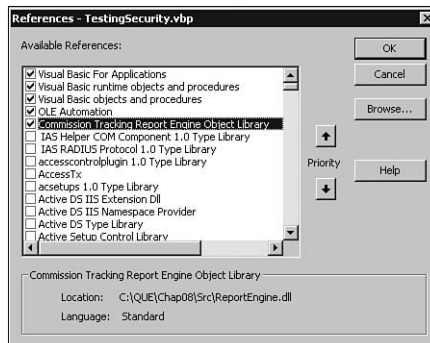 References - TestingSecurity.vbp
Available References:
Visual Basic For Applications
Visual Basic runtime objects and procedures
Visual Basic objects and procedures
OLE Automation
Commission Tracking Report Engine Object Library
IAS Helper COM Component 1.0 Type Library
IAS RADIUS Protocol 1.0 Type Library
accesscontrolplugin 1.0 Type Library
AccessTx
acsetups 1.0 Type Library
Active DS IIS Extension Dll
Active DS IIS Namespace Provider
Active DS Type Library
Active Setup Control Library
OK
Cancel
Browse...
Priority
Help
Commission Tracking Report Engine Object Library
Location: C:\QUE\Chap08\Src\ReportEngine.dll
Language: Standard